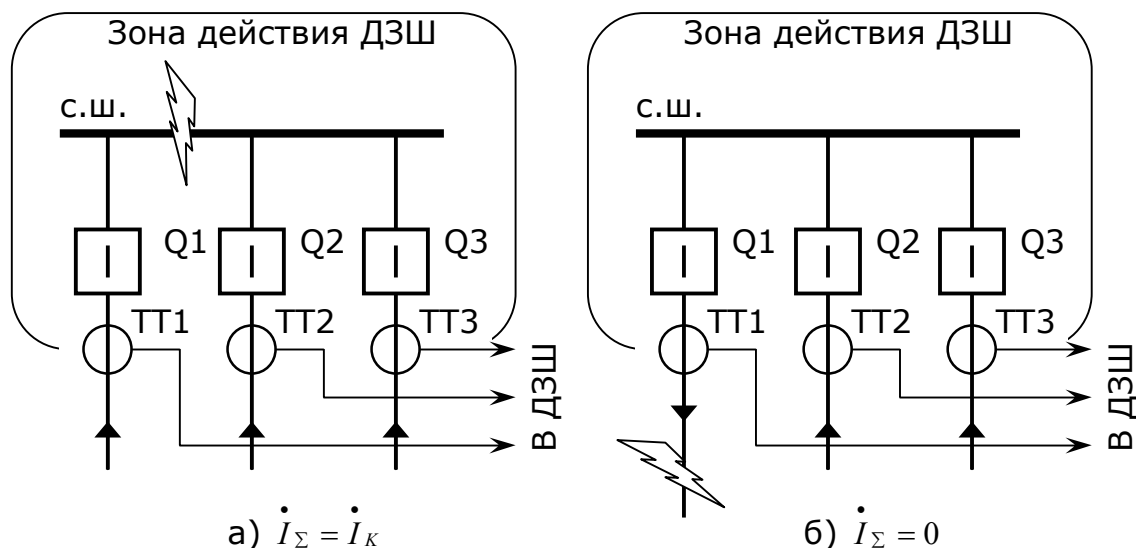 Зона действия ДЗШ
с.ш.
Q1 Q2 Q3
ТТ1 ТТ2 ТТ3
В ДЗШ
а) İ_Σ = İ_K
Зона действия ДЗШ
с.ш.
Q1 Q2 Q3
ТТ1 ТТ2 ТТ3
В ДЗШ
б) İ_Σ = 0